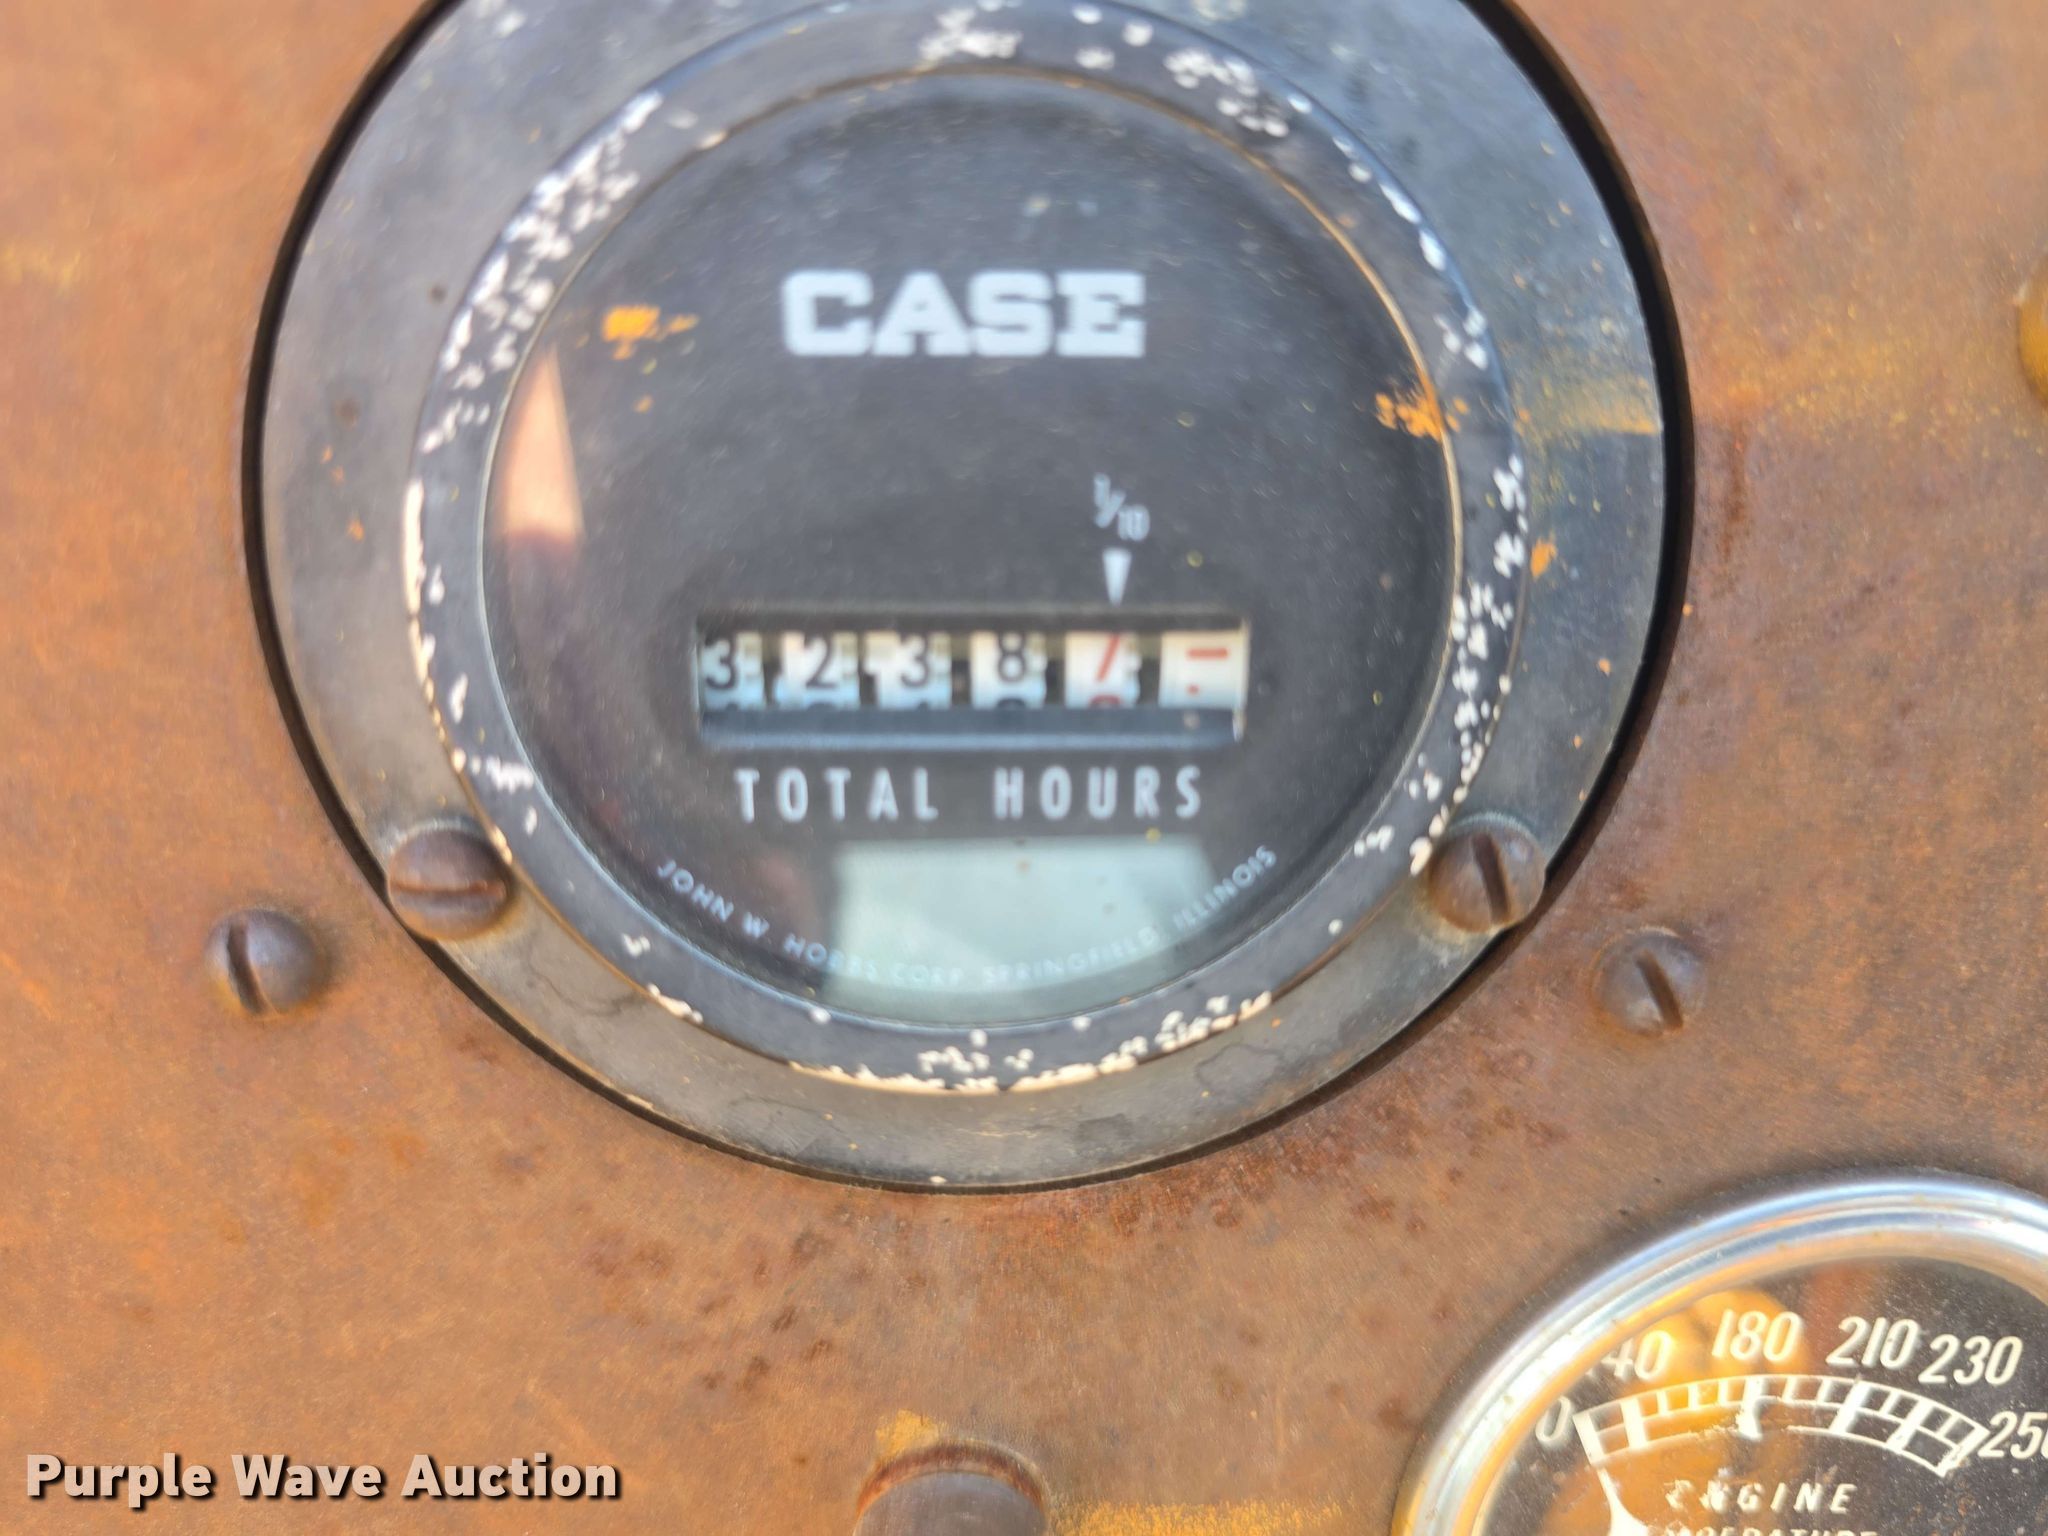 CASE
1/10
3 2 3 8 7
TOTAL HOURS
JOHN W. HOBBS CORP. SPRINGFIELD, ILLINOIS
180 210 230
ENGINE
Purple Wave Auction